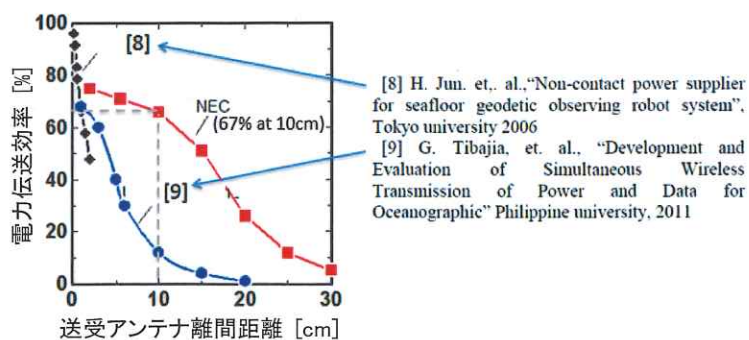 100
80
60
40
20
0
電力伝送効率 [%]
[8]
NEC
(67% at 10cm)
[9]
0
10
20
30
送受アンテナ離間距離 [cm]
[8] H. Jun. et,. al.,“Non-contact power supplier
for seafloor geodetic observing robot system”,
Tokyo university 2006
[9] G. Tibajia, et. al., “Development and
Evaluation of Simultaneous Wireless
Transmission of Power and Data for
Oceanographic” Philippine university, 2011